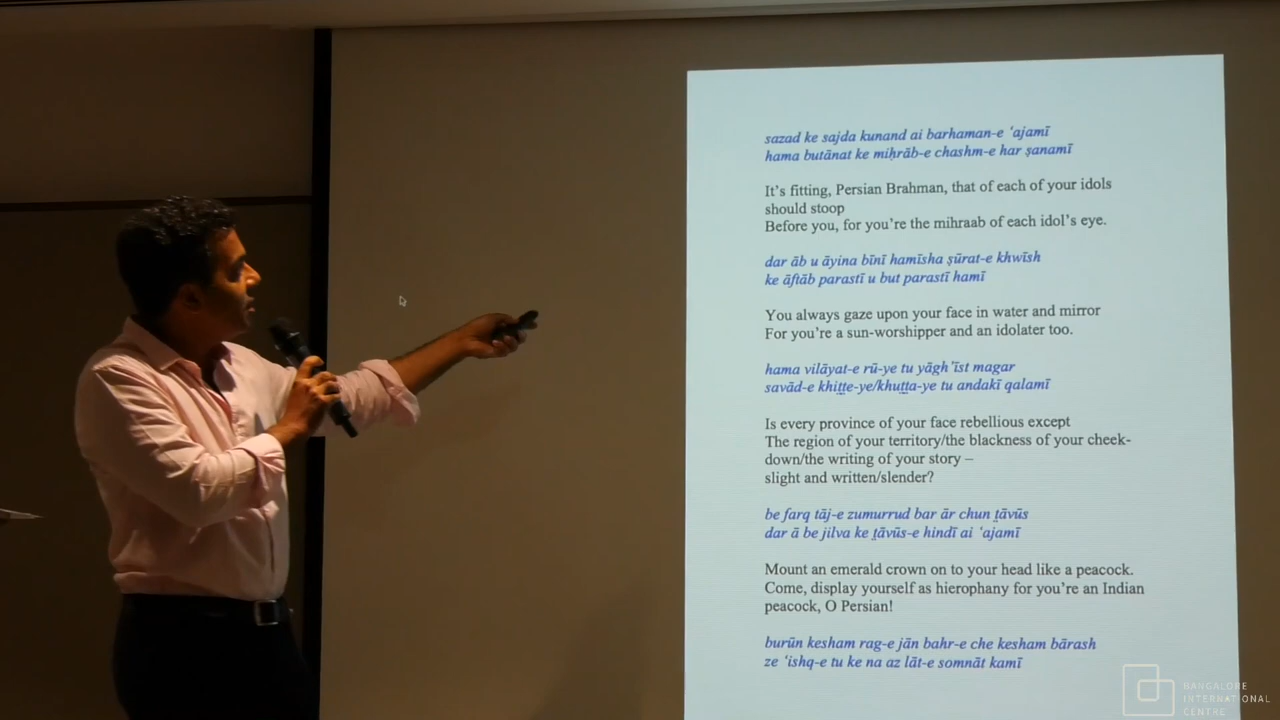 sazad ke sajda kunand ai barhaman-e ʿajamī
hama butānat ke miḥrāb-e chashm-e har ṣanamī
It’s fitting, Persian Brahman, that of each of your idols
should stoop
Before you, for you’re the mihraab of each idol’s eye.
dar āb u āyina bīnī hamīsha ṣūrat-e khwīsh
ke āftāb parastī u but parastī hamī
You always gaze upon your face in water and mirror
For you’re a sun-worshipper and an idolater too.
hama vilāyat-e rū-ye tu yāgh'īst magar
savād-e khiṯṯe-ye/khuṯṯa-ye tu andakī qalamī
Is every province of your face rebellious except
The region of your territory/the blackness of your cheek-
down/the writing of your story –
slight and written/slender?
be farq tāj-e zumurrud bar ār chun ṯāvūs
dar ā be jilva ke ṯāvūs-e hindī ai ʿajamī
Mount an emerald crown on to your head like a peacock.
Come, display yourself as hierophany for you’re an Indian
peacock, O Persian!
burūn kesham rag-e jān bahr-e che kesham bārash
ze ʿishq-e tu ke na az lāt-e somnāt kamī
BANGALORE
INTERNATIONAL
CENTRE